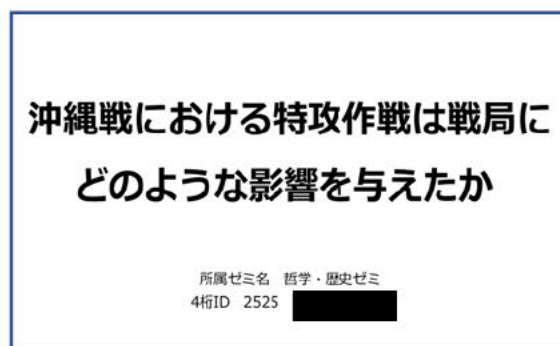 沖縄戦における特攻作戦は戦局に
どのような影響を与えたか
所属ゼミ名　哲学・歴史ゼミ
4桁ID　2525